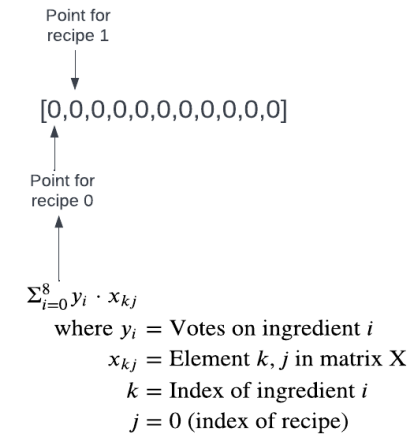 Point for
recipe 1
[0,0,0,0,0,0,0,0,0,0,0]
Point for
recipe 0
Σ⁸ᵢ₌₀ yᵢ · xₖⱼ
where yᵢ = Votes on ingredient i
xₖⱼ = Element k, j in matrix X
k = Index of ingredient i
j = 0 (index of recipe)